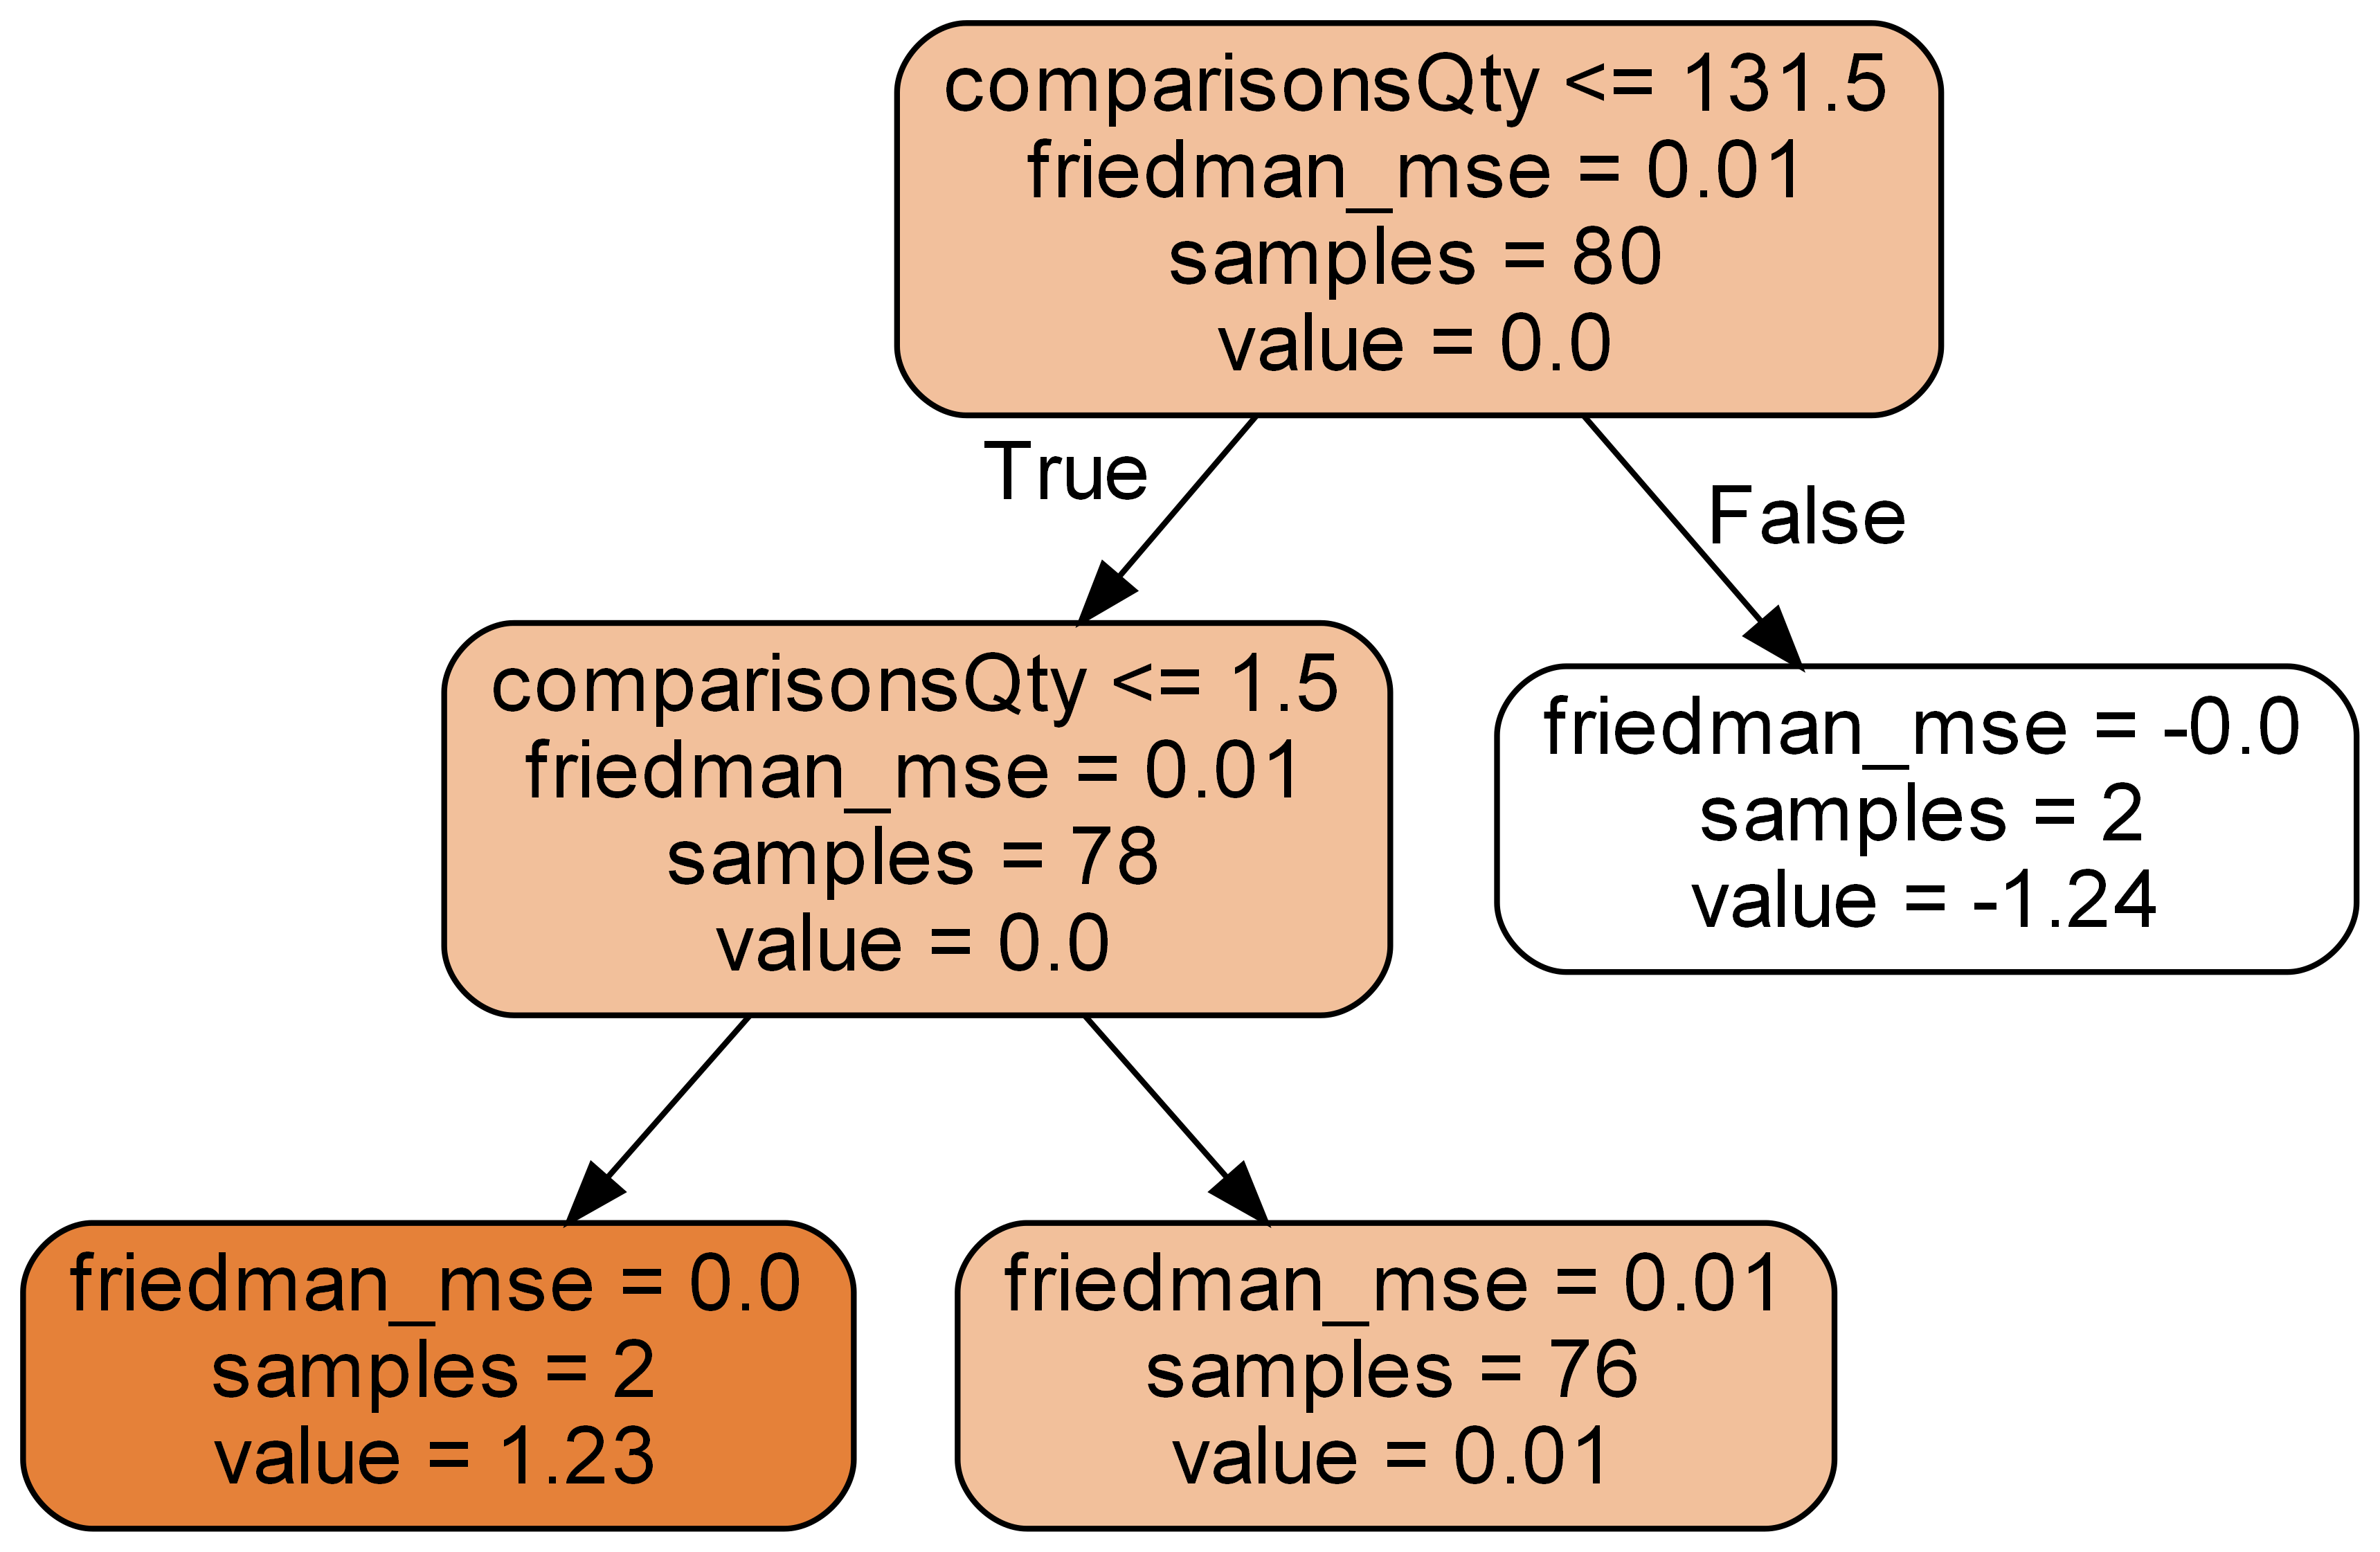 comparisonsQty <= 131.5
friedman_mse = 0.01
samples = 80
value = 0.0
True
False
comparisonsQty <= 1.5
friedman_mse = 0.01
samples = 78
value = 0.0
friedman_mse = -0.0
samples = 2
value = -1.24
friedman_mse = 0.0
samples = 2
value = 1.23
friedman_mse = 0.01
samples = 76
value = 0.01